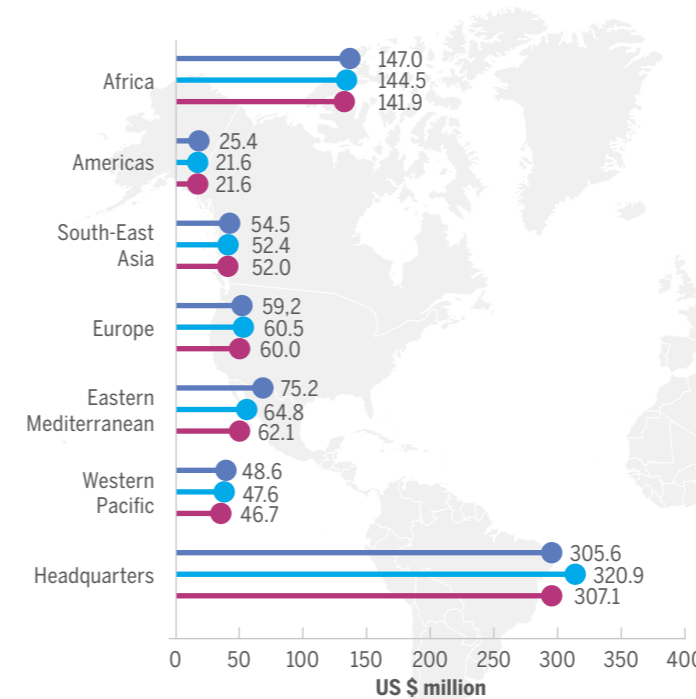 Africa
147.0
144.5
141.9
Americas
25.4
21.6
21.6
South-East
Asia
54.5
52.4
52.0
Europe
59,2
60.5
60.0
Eastern
Mediterranean
75.2
64.8
62.1
Western
Pacific
48.6
47.6
46.7
Headquarters
305.6
320.9
307.1
0 50 100 150 200 250 300 350 400
US $ million